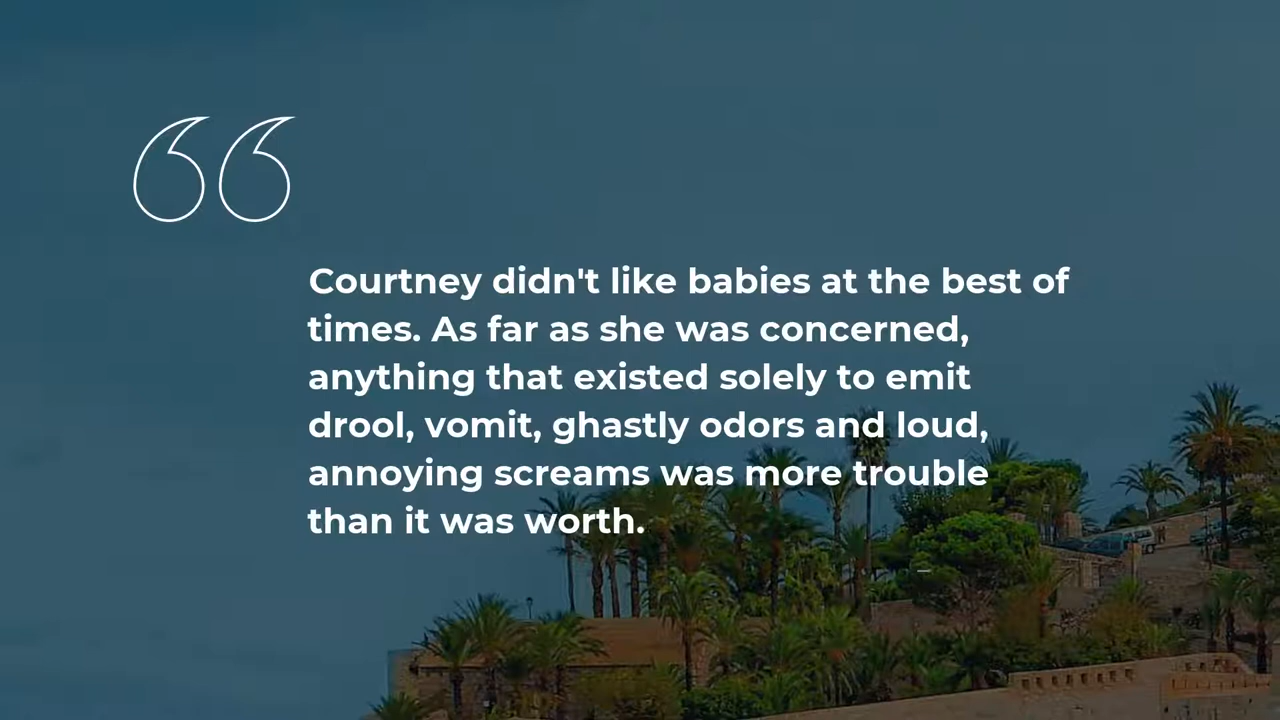 “
Courtney didn't like babies at the best of
times. As far as she was concerned,
anything that existed solely to emit
drool, vomit, ghastly odors and loud,
annoying screams was more trouble
than it was worth.
—